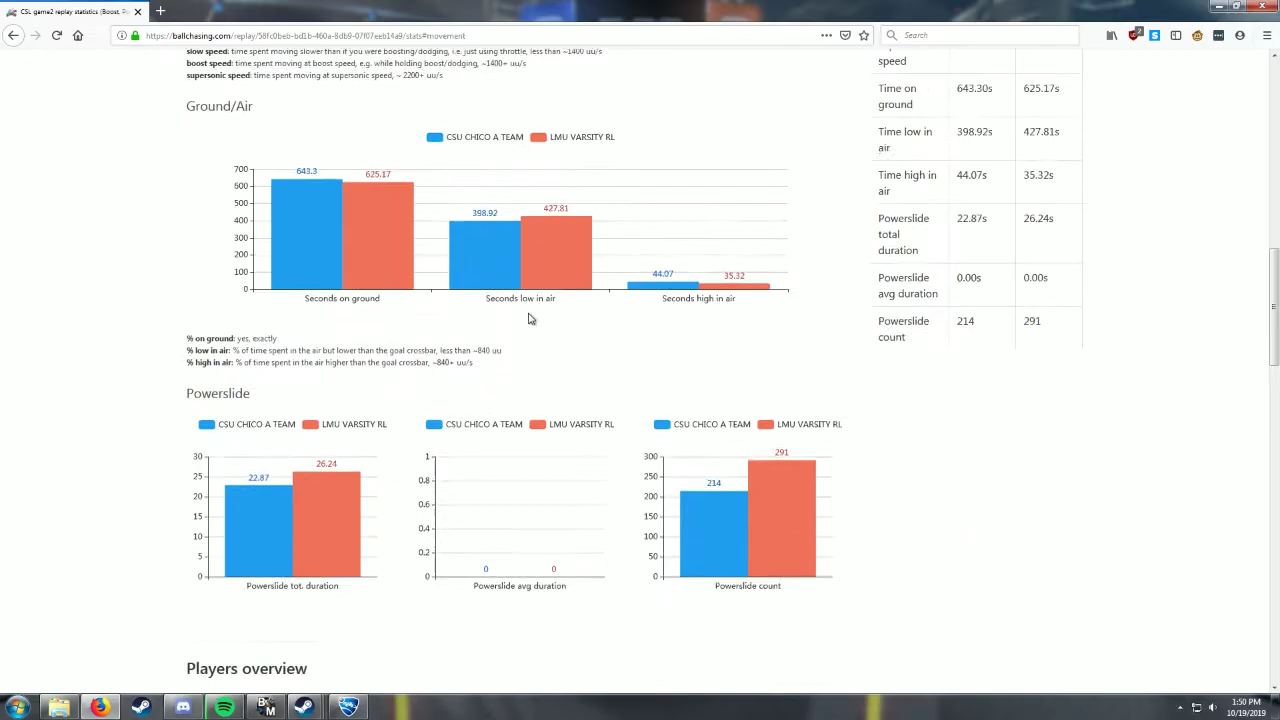 CSL game2 replay statistics (Boost, Po
https://ballchasing.com/replay/58fc0beb-bd1b-460a-8db9-07f07eeb14a9/stats#movement
Search
2
slow speed: time spent moving slower than if you were boosting/dodging, i.e. just using throttle, less than ~1400 uu/s
boost speed: time spent moving at boost speed, e.g. while holding boost/dodging, ~1400+ uu/s
supersonic speed: time spent moving at supersonic speed, ~ 2200+ uu/s
Ground/Air
CSU CHICO A TEAM LMU VARSITY RL
700
600
500
400
300
200
100
0
643.3
625.17
398.92
427.81
44.07
35.32
Seconds on ground Seconds low in air Seconds high in air
% on ground: yes, exactly
% low in air: % of time spent in the air but lower than the goal crossbar, less than ~840 uu
% high in air: % of time spent in the air higher than the goal crossbar, ~840+ uu/s
Powerslide
CSU CHICO A TEAM LMU VARSITY RL
30
25
20
15
10
5
0
22.87
26.24
Powerslide tot. duration
CSU CHICO A TEAM LMU VARSITY RL
1
0.8
0.6
0.4
0.2
0
0
0
Powerslide avg duration
CSU CHICO A TEAM LMU VARSITY RL
300
250
200
150
100
50
0
214
291
Powerslide count
Players overview
speed
Time on
ground
643.30s 625.17s
Time low in
air
398.92s 427.81s
Time high in
air
44.07s 35.32s
Powerslide
total
duration
22.87s 26.24s
Powerslide
avg duration
0.00s 0.00s
Powerslide
count
214 291
1:50 PM
10/19/2019